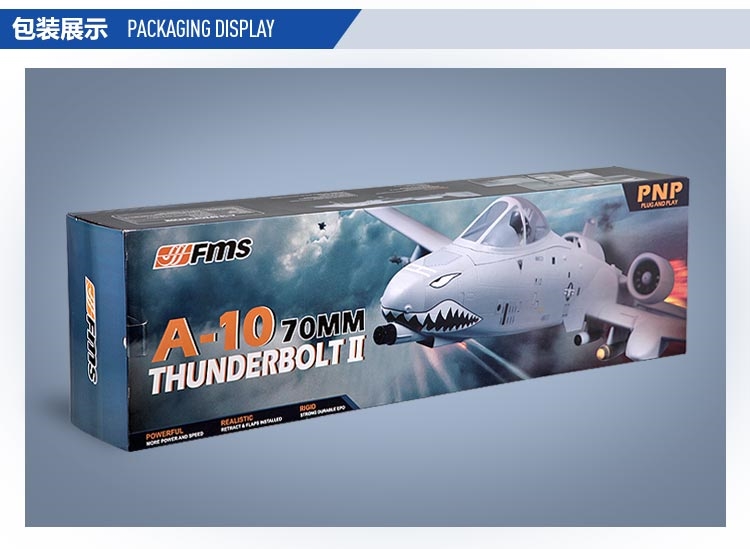 包装展示 PACKAGING DISPLAY
PNP
PLUG AND PLAY
FMS
FMS
A-10 70MM
THUNDERBOLT II
POWERFUL
MORE POWER AND SPEED
REALISTIC
RETRACT & FLAPS INSTALLED
RIGID
STRONG DURABLE EPO